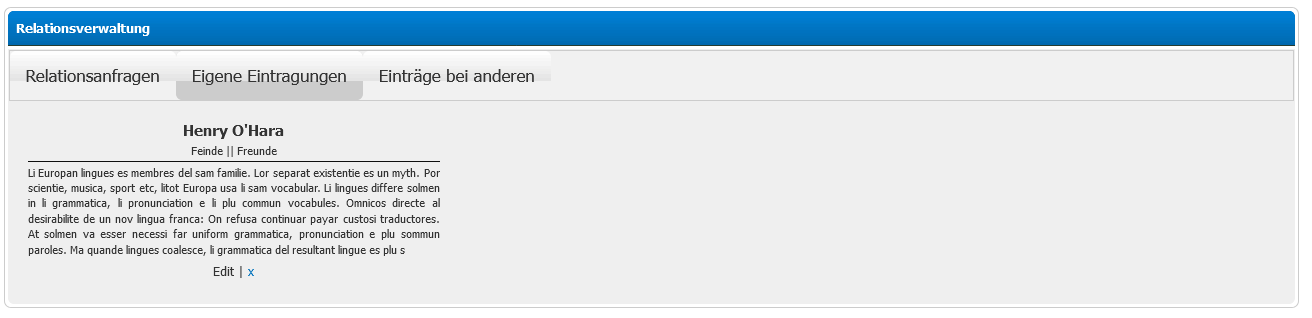 Relationsverwaltung
Relationsanfragen Eigene Eintragungen Einträge bei anderen
Henry O'Hara
Feinde || Freunde
Li Europan lingues es membres del sam familie. Lor separat existentie es un myth. Por
scientie, musica, sport etc, litot Europa usa li sam vocabular. Li lingues differe solmen
in li grammatica, li pronunciation e li plu commun vocabules. Omnicos directe al
desirabilite de un nov lingua franca: On refusa continuar payar custosi traductores.
At solmen va esser necessi far uniform grammatica, pronunciation e plu sommun
paroles. Ma quande lingues coalesce, li grammatica del resultant lingue es plu s
Edit | x